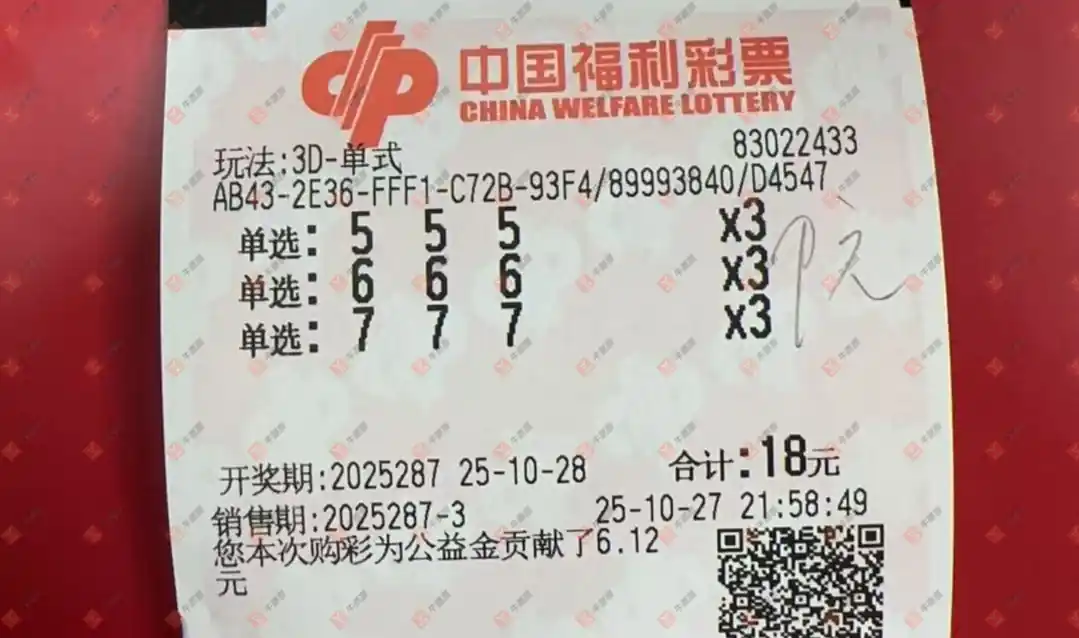 中国福利彩票
CHINA WELFARE LOTTERY
83022433
玩法:3D-单式
AB43-2E36-FFF1-C72B-93F4/89993840/D4547
单选: 5 5 5 x3
单选: 6 6 6 x3
单选: 7 7 7 x3
开奖期:2025287 25-10-28 合计:18元
销售期:2025287-3 25-10-27 21:58:49
您本次购彩为公益金贡献了6.12
元